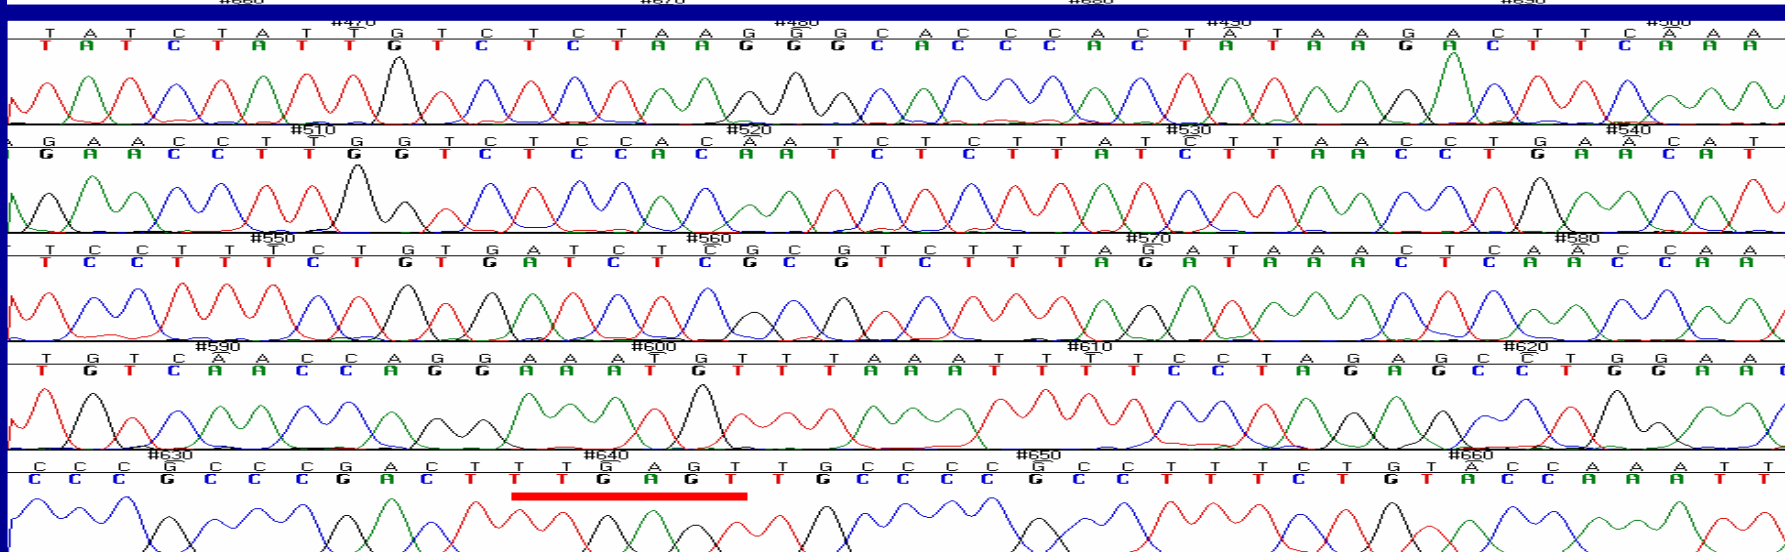 #470 #480 #490 #500
T A T C T A T T G T C T C T A A G G G C A C C C A C T A T A A G A C T T C A A A
T A T C T A T T G T C T C T A A G G G C A C C C A C T A T A A G A C T T C A A A
#510 #520 #530 #540
G A A C C T T G G T C T C C A C A A T C T C T T A T C T T A A C C T G A A C A T
G A A C C T T G G T C T C C A C A A T C T C T T A T C T T A A C C T G A A C A T
#550 #560 #570 #580
T C C T T T C T G T G A T C T C G C G T C T T T A G A T A A A C T C A A C C A A
T C C T T T C T G T G A T C T C G C G T C T T T A G A T A A A C T C A A C C A A
#590 #600 #610 #620
T G T C A A C C A G G A A A T G T T T A A A T T T T C C T A G A G C C T G G A A
T G T C A A C C A G G A A A T G T T T A A A T T T T C C T A G A G C C T G G A A
#630 #640 #650 #660
C C C G C C C G A C T T T G A G T T G C C C C G C C T T T C T G T A C C A A A T T
C C C G C C C G A C T T T G A G T T G C C C C G C C T T T C T G T A C C A A A T T